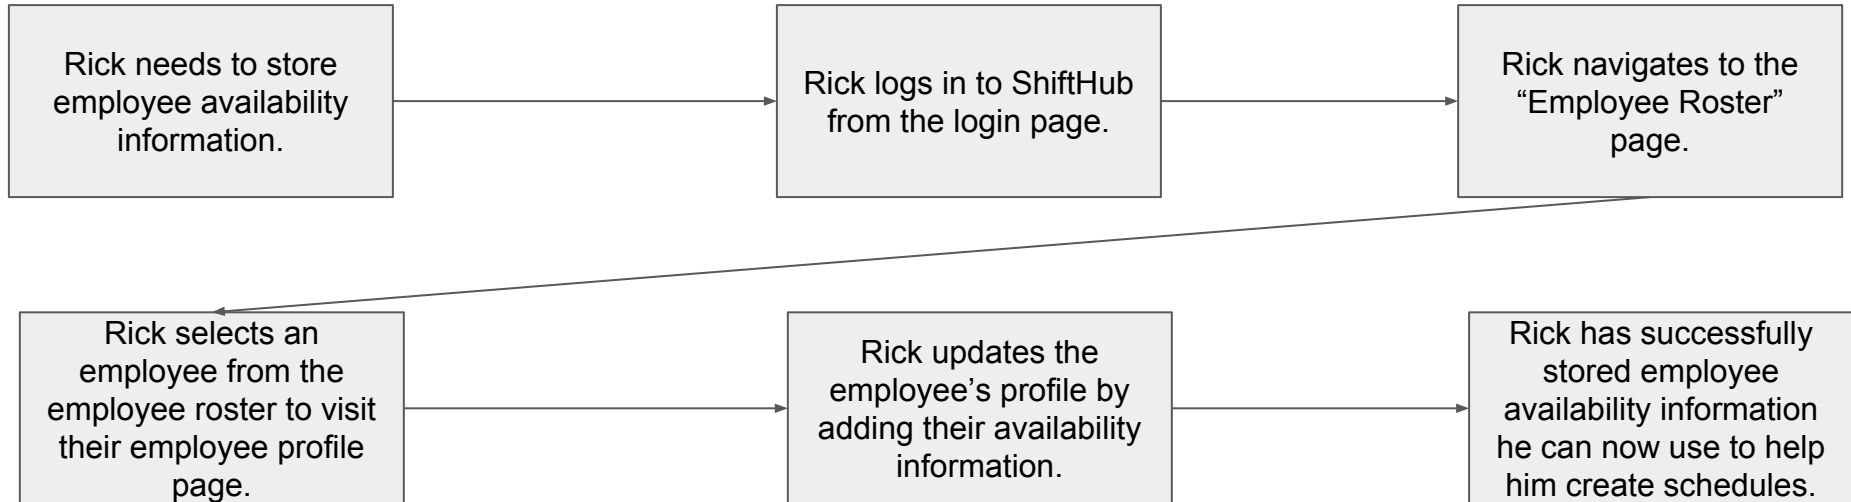 Rick needs to store
employee availability
information.
Rick logs in to ShiftHub
from the login page.
Rick navigates to the
“Employee Roster”
page.
Rick selects an
employee from the
employee roster to visit
their employee profile
page.
Rick updates the
employee’s profile by
adding their availability
information.
Rick has successfully
stored employee
availability information
he can now use to help
him create schedules.